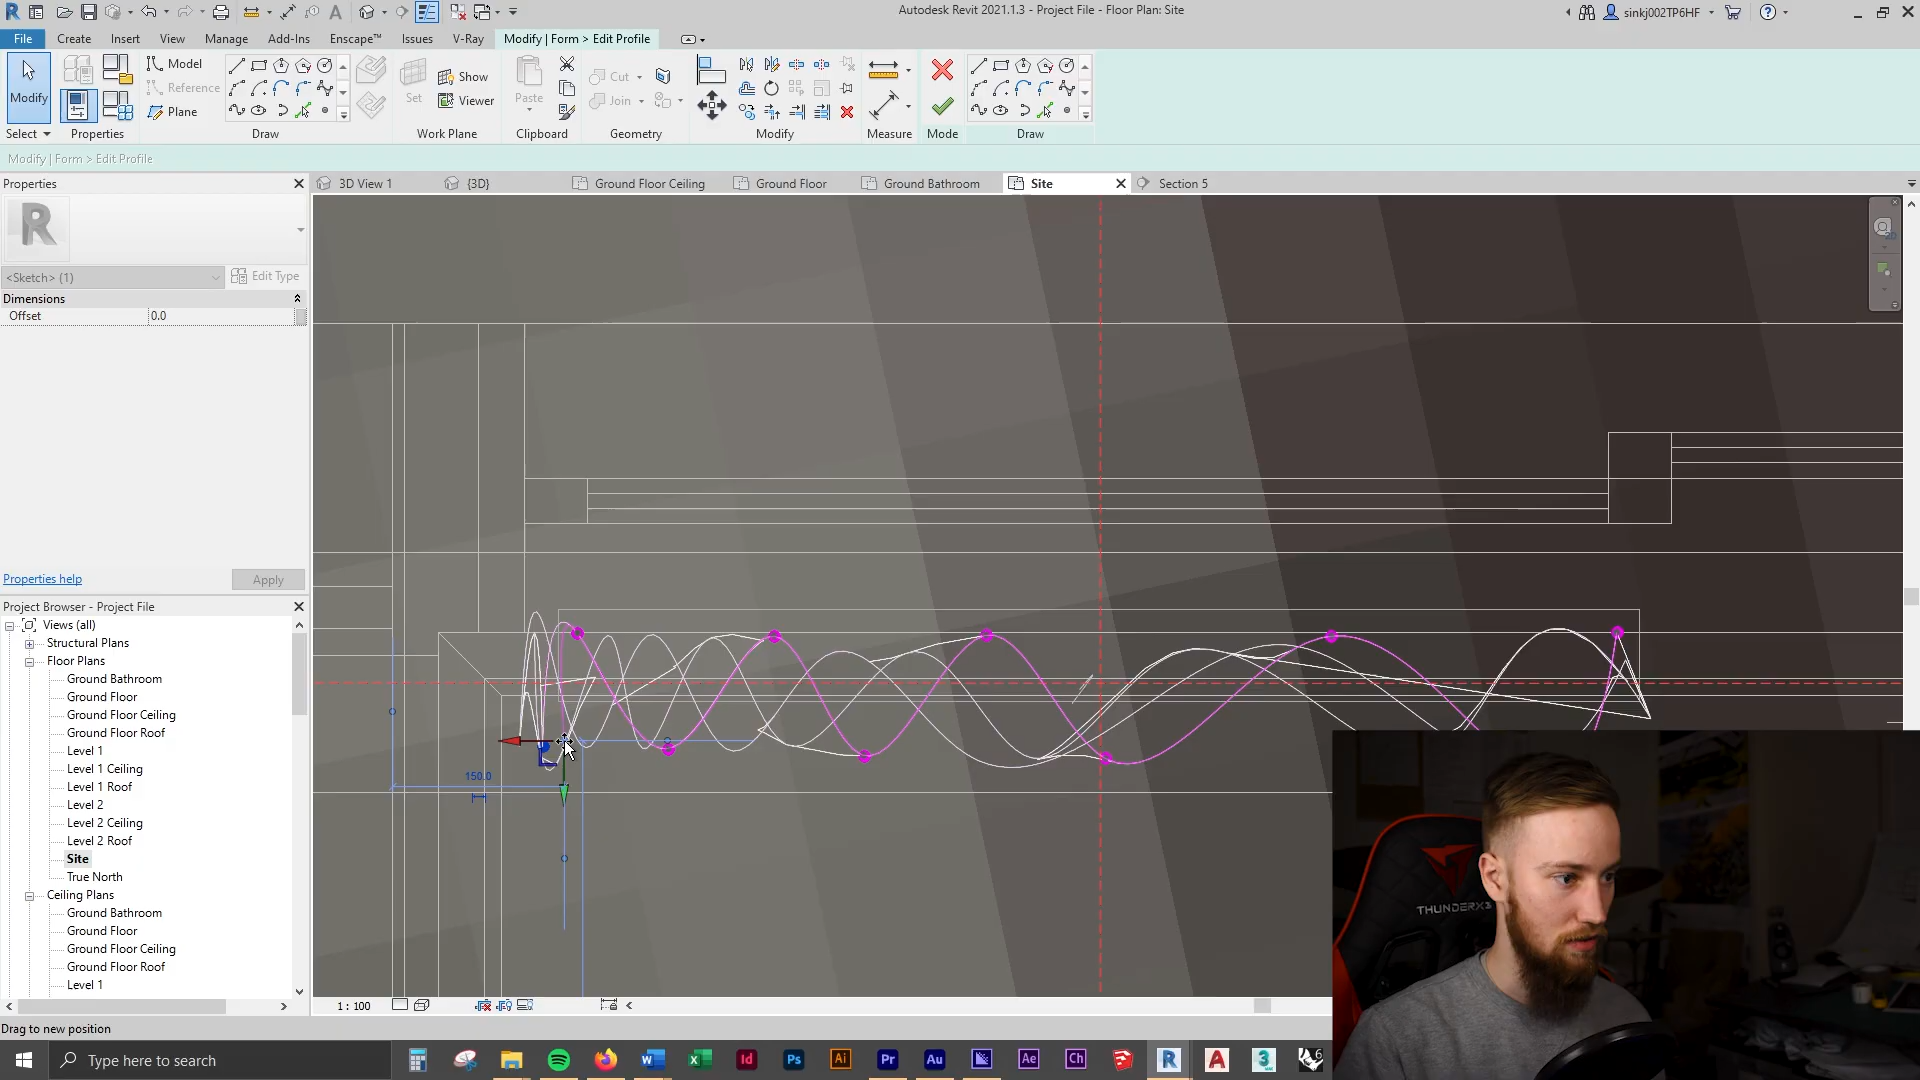 Autodesk Revit 2021.1.3 - Project File - Floor Plan: Site
sinkj002TP6HF
File Create Insert View Manage Add-Ins Enscape™ Issues V-Ray Modify | Form > Edit Profile
Modify
Model
Reference
Plane
Set
Show
Viewer
Paste
Cut
Join
Select Properties Draw Work Plane Clipboard Geometry Modify Measure Mode Draw
Modify | Form > Edit Profile
Properties
3D View 1 {3D} Ground Floor Ceiling Ground Floor Ground Bathroom Site Section 5
R
<Sketch> (1) Edit Type
Dimensions
Offset 0.0
Properties help Apply
Project Browser - Project File
Views (all)
Structural Plans
Floor Plans
Ground Bathroom
Ground Floor
Ground Floor Ceiling
Ground Floor Roof
Level 1
Level 1 Ceiling
Level 1 Roof
Level 2
Level 2 Ceiling
Level 2 Roof
Site
True North
Ceiling Plans
Ground Bathroom
Ground Floor
Ground Floor Ceiling
Ground Floor Roof
Level 1
150.0
THUNDERX3
1 : 100
Drag to new position
Type here to search